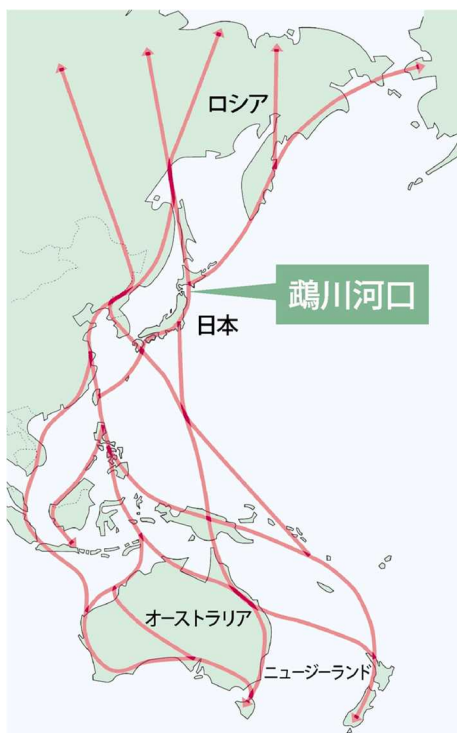 ロシア
鵡川河口
日本
オーストラリア
ニュージーランド